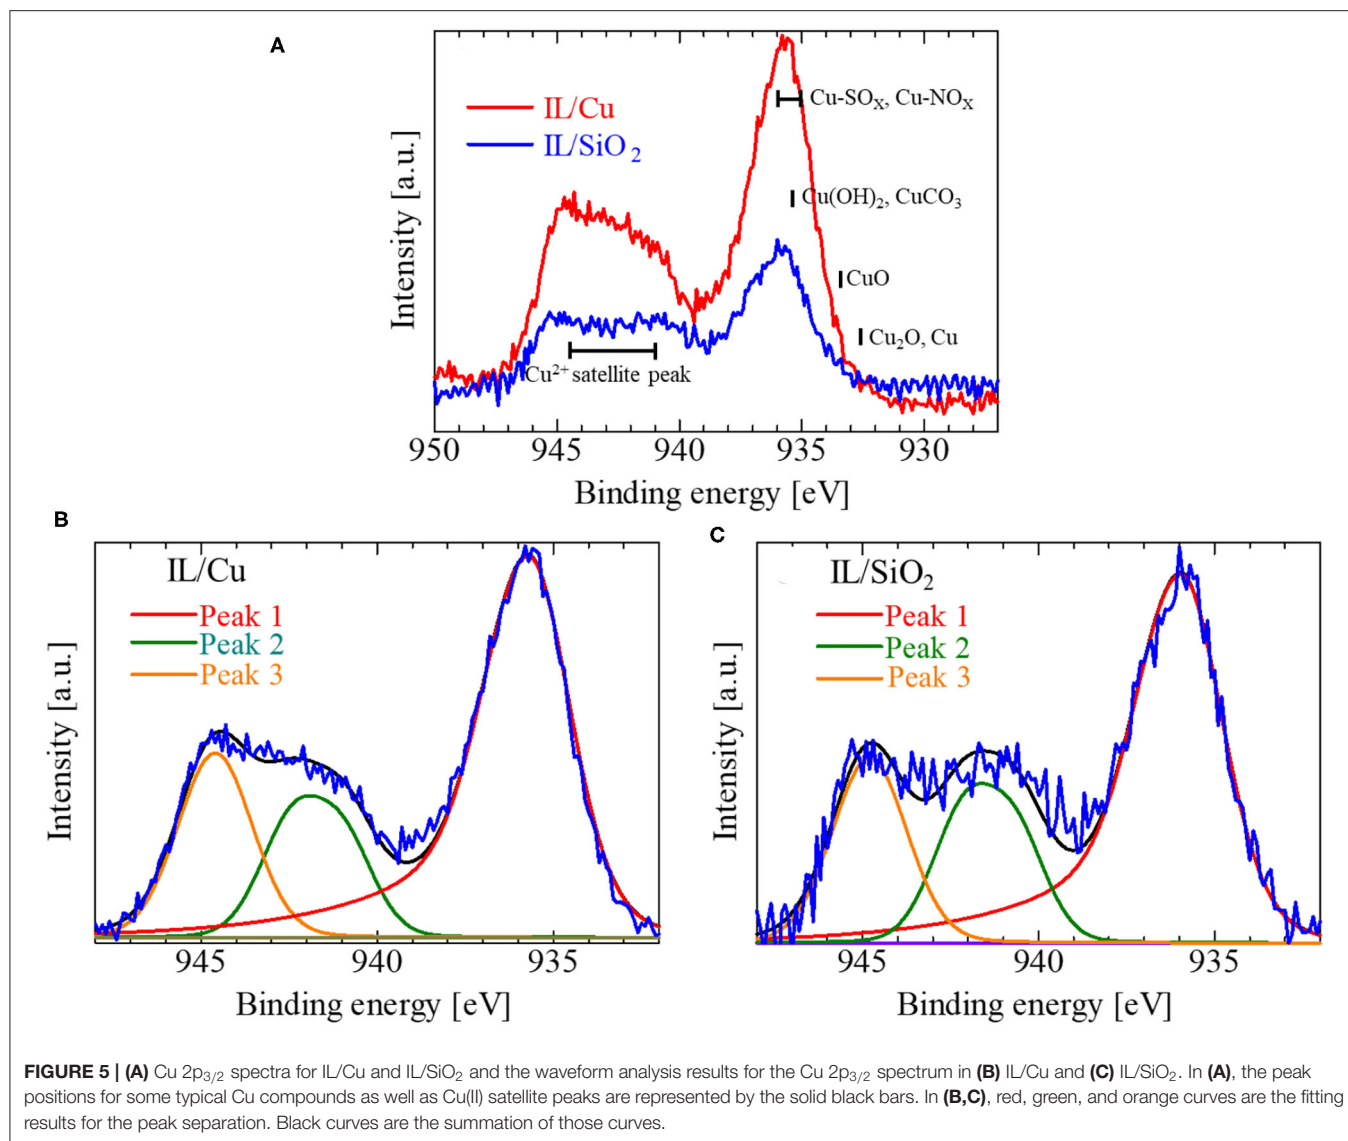 A
IL/Cu
IL/SiO₂
Cu-SOX, Cu-NOX
Cu(OH)₂, CuCO₃
CuO
Cu₂O, Cu
Cu²⁺ satellite peak
Intensity [a.u.]
950 945 940 935 930
Binding energy [eV]
B
IL/Cu
Peak 1
Peak 2
Peak 3
Intensity [a.u.]
945 940 935
Binding energy [eV]
C
IL/SiO₂
Peak 1
Peak 2
Peak 3
Intensity [a.u.]
945 940 935
Binding energy [eV]
FIGURE 5 | (A) Cu 2p₃/₂ spectra for IL/Cu and IL/SiO₂ and the waveform analysis results for the Cu 2p₃/₂ spectrum in (B) IL/Cu and (C) IL/SiO₂. In (A), the peak
positions for some typical Cu compounds as well as Cu(II) satellite peaks are represented by the solid black bars. In (B,C), red, green, and orange curves are the fitting
results for the peak separation. Black curves are the summation of those curves.